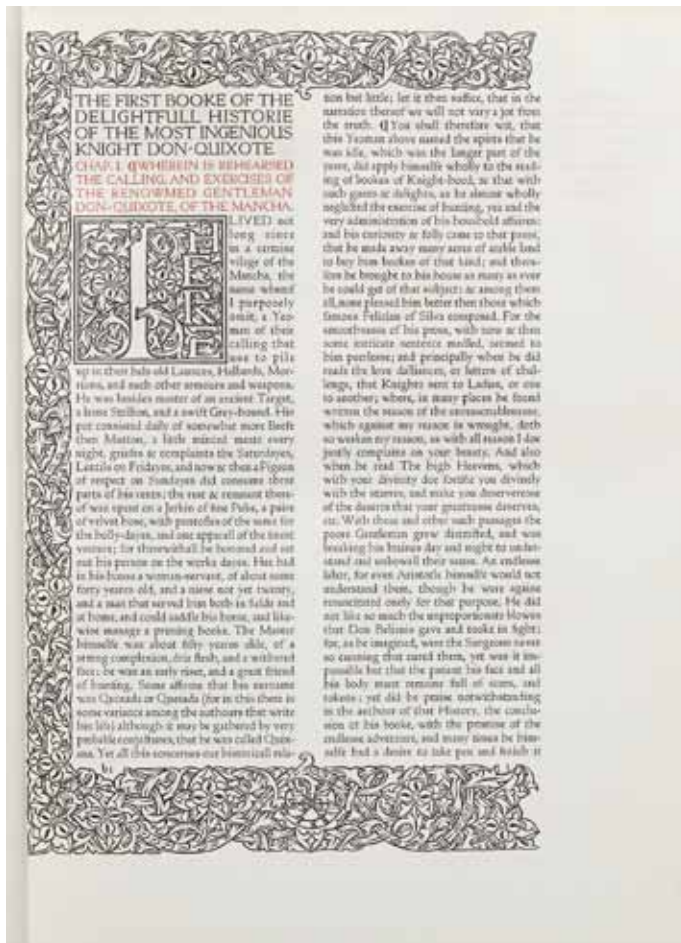 THE FIRST BOOKE OF THE
DELIGHTFULL HISTORIE
OF THE MOST INGENIOUS
KNIGHT DON-QUIXOTE
CHAP. I. ¶WHEREIN IS REHEARSED
THE CALLING, AND EXERCISES OF
THE RENOWMED GENTLEMAN
DON-QUIXOTE, OF THE MANCHA.
THERE LIVED not
long since
in a certaine
village of the
Mancha, the
name whereof
I purposely
omit, a Yeo-
man of their
calling that
use to pile
up in their hals old Launces, Halbards, Mor-
rions, and such other armours and weapons.
He was besides master of an ancient Target,
a leane Stallion, and a swift Grey-hound. His
pot consisted daily of somewhat more Beefe
then Mutton, a little minced meate every
night, griefes & complaints the Saturdayes,
Lentils on Fridayes, and now & then a Pigeon
of respect on Sundayes did consume three
parts of his rents; the rest & remnant there-
of was spent on a Jerkin of fine Puke, a paire
of velvet hose, with pantofles of the same for
the holly-dayes, and one apparell of the finest
vesture; for therewithall he honored and set
out his person on the worke dayes. Hee had
in his house a woman-servant, of about some
forty yeares old, and a niece not yet twenty,
and a man that served him both in fielde and
at home, and could saddle his horse, and like-
wise manage a pruning hooke. The Master
himselfe was about fifty yeares olde, of a
strong complexion, drie flesh, and a withered
face: he was an early riser, and a great friend
of hunting. Some affirme that his surname
was Quixada or Quesada (for in this there is
some variance among the authours that write
his life) although it may be gathered by very
probable conjectures, that he was called Quix-
ana. Yet all this concernes our historicall rela-
b1
tion but little; let it then suffice, that in the
narration thereof we will not vary a jot from
the truth. ¶You shall therefore wit, that
this Yeoman above named the spirts that he
was idle, which was the longer part of the
yeare, did apply himselfe wholly to the read-
ing of bookes of Knight-hood, & that with
such gusts & delights, as he almost wholly
neglected the exercise of hunting, yea and the
very administration of his houshold affaires:
and his curiosity & folly came to that passe,
that he made away many acres of arable land
to buy him bookes of that kind; and there-
fore he brought to his house as many as ever
he could get of that subject: & among them
all, none pleased him better then those which
famous Felician of Silva composed. For the
smoothnesse of his prose, with now & then
some intricate sentence medled, seemed to
him peerlesse; and principally when he did
reade the love dalliances, or letters of chal-
lenge, that Knights sent to Ladies, or one
to another; where, in many places he found
written the reason of the unreasonablenesse,
which against my reason is wrought, doth
so weaken my reason, as with all reason I doe
justly complaine on your beauty. And also
when he read The high Heavens, which
with your divinity doe fortifie you divinely
with the starres, and make you deserveresse
of the deserts that your greatnesse deserves,
etc. With these and other such passages the
poore Gentleman grew distracted, and was
breaking his braines day and night to under-
stand and unbowell their sense. An endlesse
labor, for even Aristotle himselfe would not
understand them, though he were againe
resuscitated onely for that purpose. He did
not like so much the unproportionate blowes
that Don Belianis gave and tooke in fight;
for, as he imagined, were the Surgeons never
so cunning that cured them, yet was it im-
possible but that the patient his face and all
his body must remaine full of scarres, and
tokens; yet did he praise notwithstanding
in the authour of that History, the conclu-
sion of his booke, with the promise of the
endlesse adventure, and many times he him-
selfe had a desire to take pen and finish it